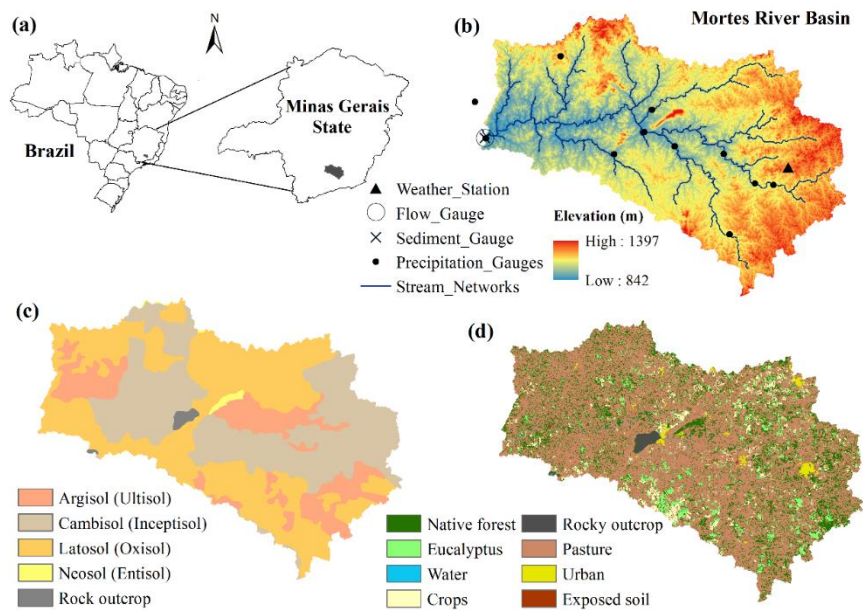 (a)
N
Brazil
Minas Gerais
State
(b)
Mortes River Basin
Weather_Station
Flow_Gauge
Sediment_Gauge
Precipitation_Gauges
Stream_Networks
Elevation (m)
High : 1397
Low : 842
(c)
Argisol (Ultisol)
Cambisol (Inceptisol)
Latosol (Oxisol)
Neosol (Entisol)
Rock outcrop
(d)
Native forest
Eucalyptus
Water
Crops
Rocky outcrop
Pasture
Urban
Exposed soil